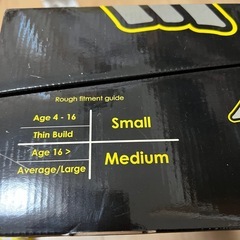 Rough fitment guide
Age 4 - 16
Thin Build
Small
Age 16 >
Average/Large
Medium